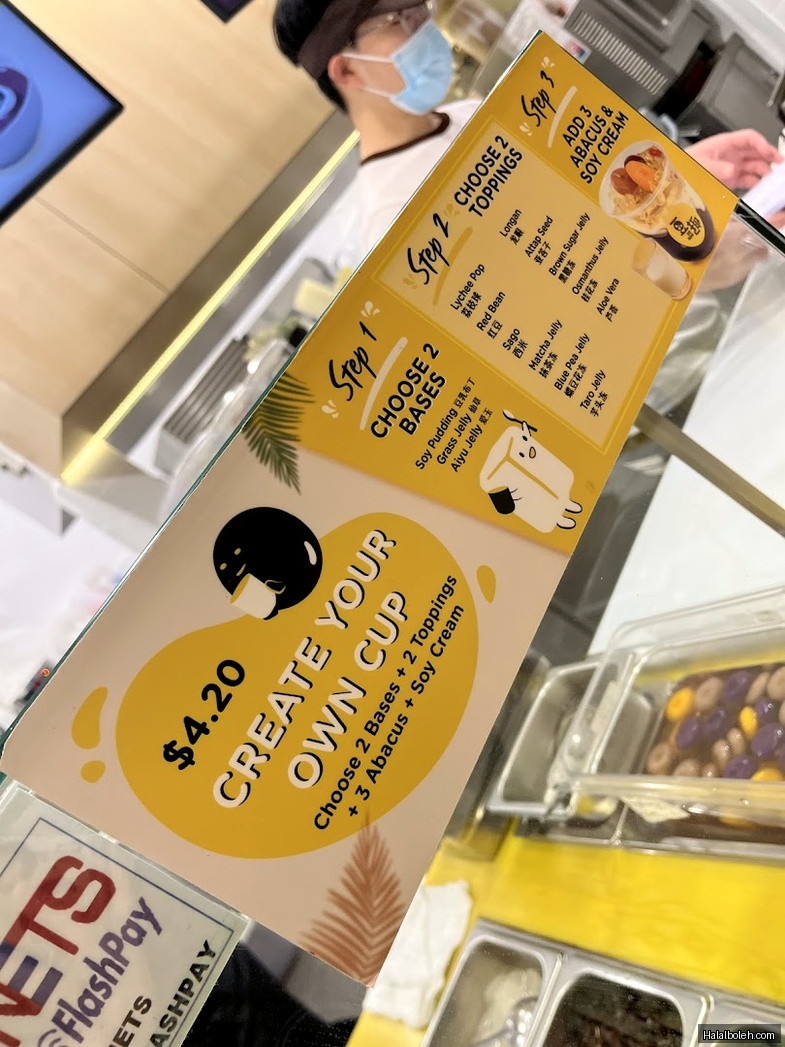 $4.20
CREATE YOUR
OWN CUP
Choose 2 Bases + 2 Toppings
+ 3 Abacus + Soy Cream
Step 1
CHOOSE 2
BASES
Soy Pudding 豆乳布丁
Grass Jelly 仙草
Aiyu Jelly 爱玉
Step 2
CHOOSE 2
TOPPINGS
Lychee Pop
荔枝球
Red Bean
红豆
Sago
西米
Matcha Jelly
抹茶冻
Blue Pea Jelly
蝶豆花冻
Taro Jelly
芋头冻
Longan
龙眼
Attap Seed
亚荅子
Brown Sugar Jelly
黑糖冻
Osmanthus Jelly
桂花冻
Aloe Vera
芦荟
Step 3
ADD 3
ABACUS &
SOY CREAM
NETS
FlashPay
NETS
FLASHPAY
Halalboleh.com